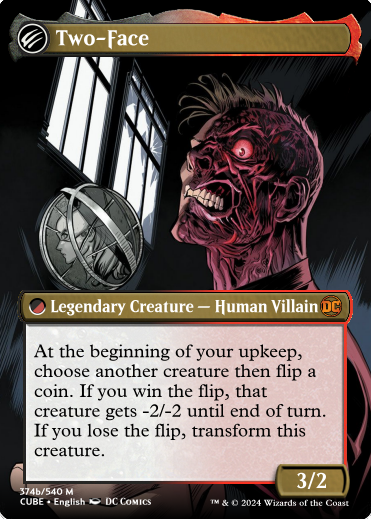 Two-Face
Legendary Creature — Human Villain DC
At the beginning of your upkeep,
choose another creature then flip a
coin. If you win the flip, that
creature gets -2/-2 until end of turn.
If you lose the flip, transform this
creature.
3/2
374b/540 M
CUBE • English DC Comics
™ & © 2024 Wizards of the Coast